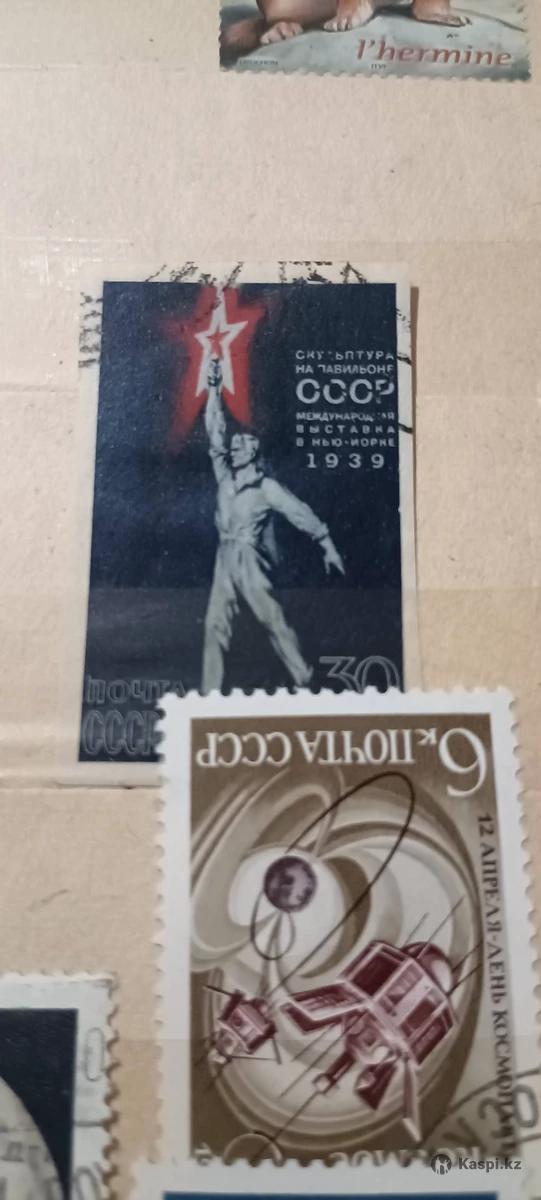 l'hermine
СКУЛЬПТУРА
НА ПАВИЛЬОНЕ
СССР
МЕЖДУНАРОДНАЯ
ВЫСТАВКА
В НЬЮ-ИОРКЕ
1939
30
ПОЧТА
СССР
6к ПОЧТА СССР
12 АПРЕЛЯ-ДЕНЬ КОСМОНАВТ
Kaspi.kz